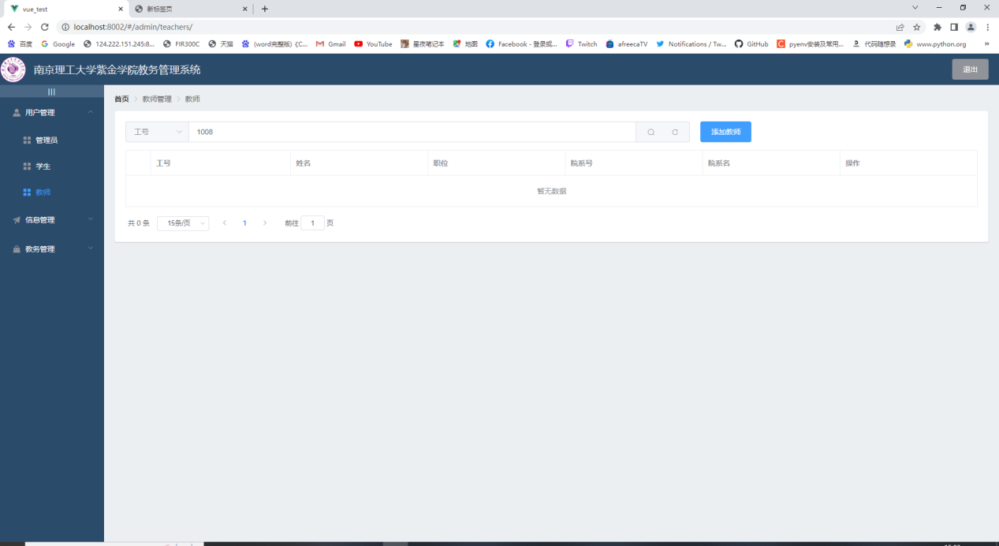 vue_test
新标签页
localhost:8002/#/admin/teachers/
百度 Google 124.222.151.245:8... FIR300C 天猫 (word完整版)《C... Gmail YouTube 星夜笔记本 地图 Facebook - 登录或... Twitch afreecaTV Notifications / Tw... GitHub pyenv安装及常用... 代码随想录 www.python.org »
南京理工大学紫金学院教务管理系统 退出
首页 教师管理 教师
用户管理
管理员
学生
教师
信息管理
教务管理
工号 1008 添加教师
工号 姓名 职位 院系号 院系名 操作
暂无数据
共 0 条 15条/页 1 前往 1 页